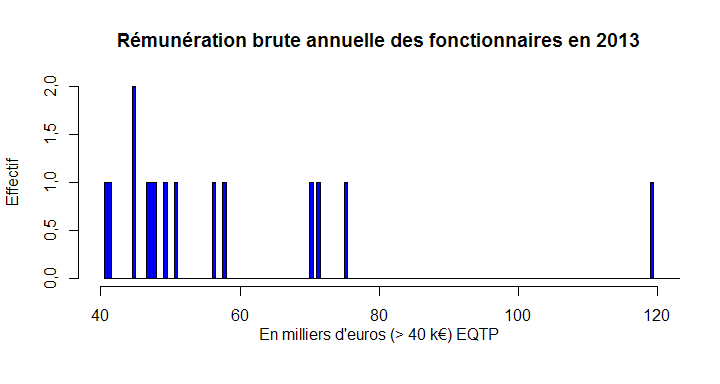 Rémunération brute annuelle des fonctionnaires en 2013
Effectif
2,0
1,5
1,0
0,5
0,0
40 60 80 100 120
En milliers d'euros (> 40 k€) EQTP